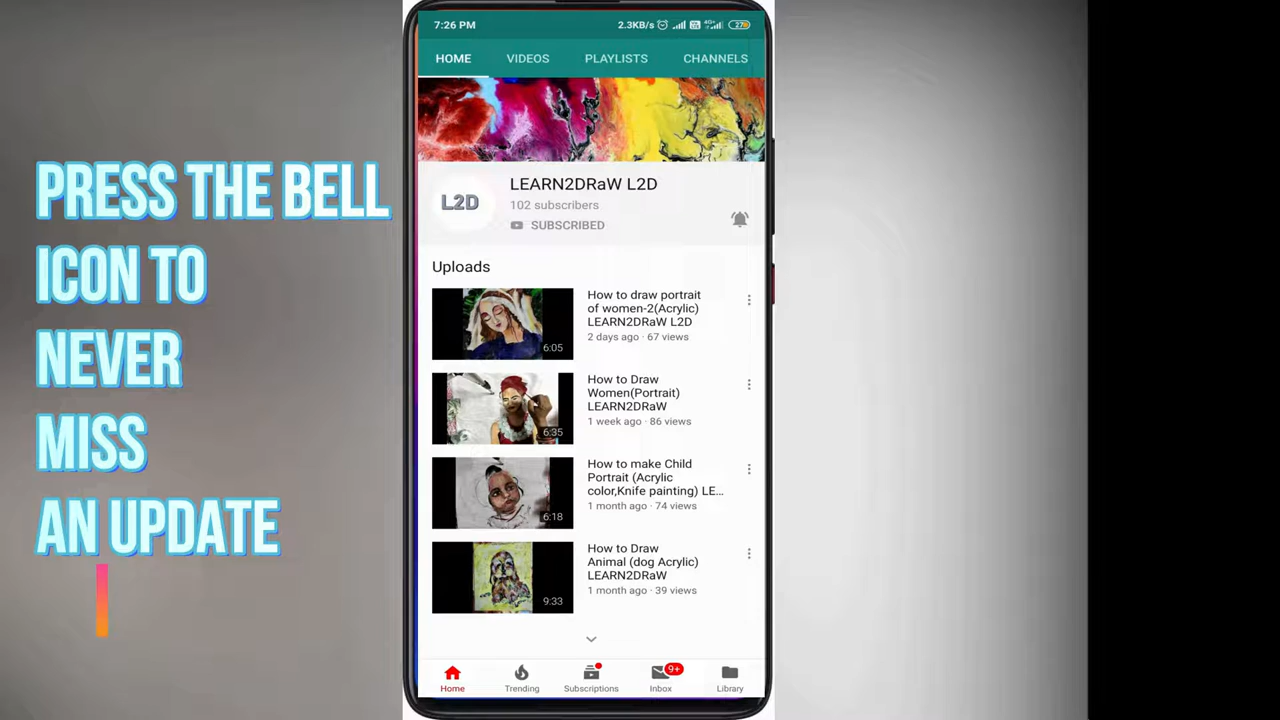 PRESS THE BELL
ICON TO
NEVER
MISS
AN UPDATE
7:26 PM
2.3KB/s
4G+
27
HOME
VIDEOS
PLAYLISTS
CHANNELS
L2D
LEARN2DRaW L2D
102 subscribers
SUBSCRIBED
Uploads
6:05
How to draw portrait
of women-2(Acrylic)
LEARN2DRaW L2D
2 days ago · 67 views
6:35
How to Draw
Women(Portrait)
LEARN2DRaW
1 week ago · 86 views
6:18
How to make Child
Portrait (Acrylic
color,Knife painting) LE...
1 month ago · 74 views
9:33
How to Draw
Animal (dog Acrylic)
LEARN2DRaW
1 month ago · 39 views
Home
Trending
Subscriptions
9+
Inbox
Library